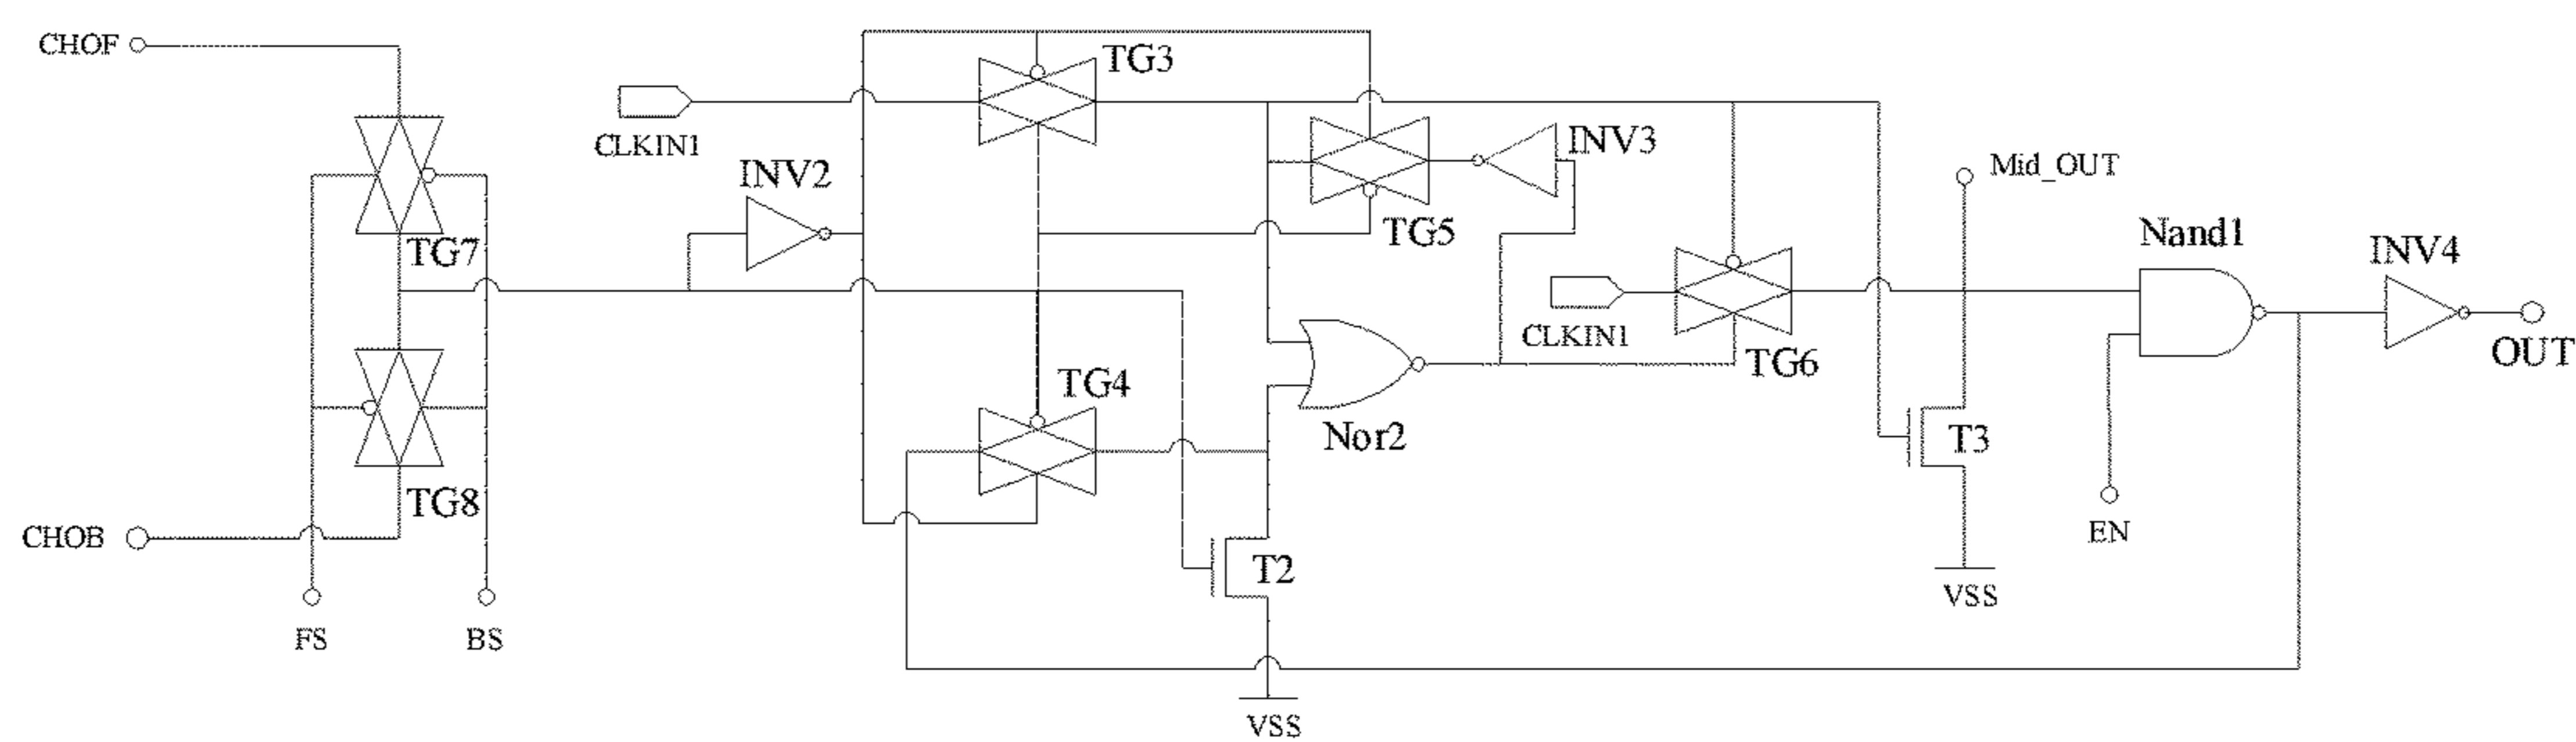 CHOF
TG3
CLKIN1
INV3
INV2
Mid_OUT
TG7
TG5
Nand1
INV4
CLKIN1
TG6
OUT
TG4
Nor2
T3
TG8
CHOB
EN
T2
VSS
FS
BS
VSS